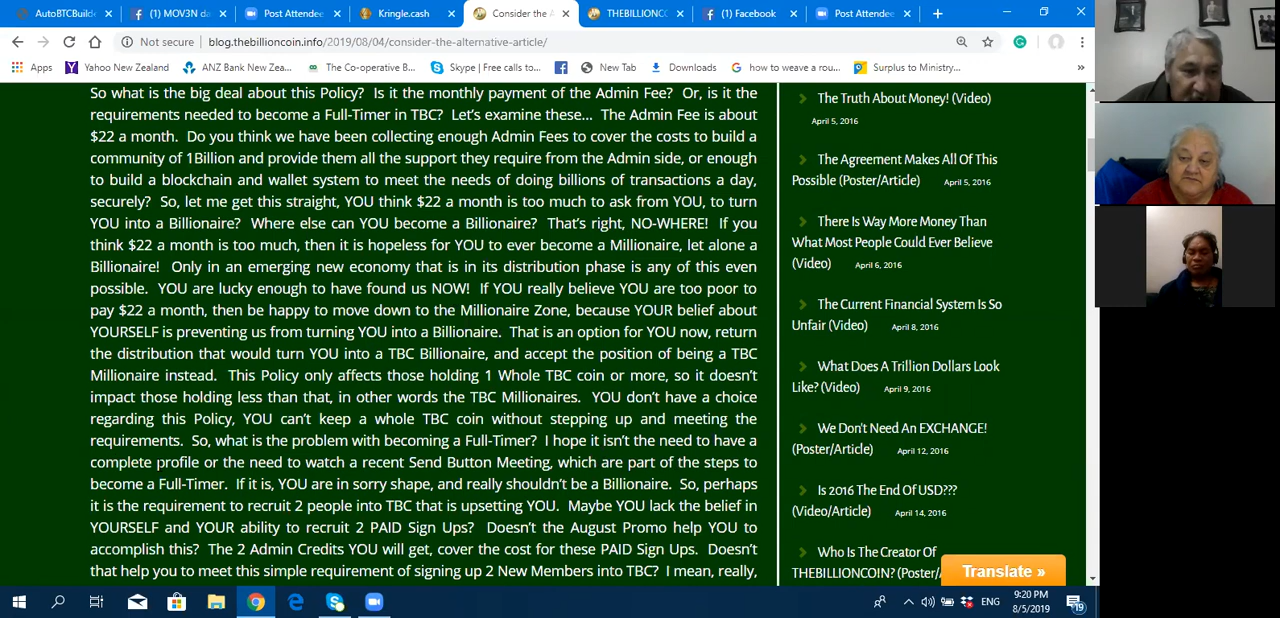 AutoBTCBuilde
(1) MOV3N da
Post Attendee
Kringle.cash
Consider the A
THEBILLIONCO
(1) Facebook
Post Attendee
Not secure
blog.thebillioncoin.info/2019/08/04/consider-the-alternative-article/
Apps
Yahoo New Zealand
ANZ Bank New Zea...
The Co-operative B...
Skype | Free calls to...
New Tab
Downloads
how to weave a rou...
Surplus to Ministry...
»
So what is the big deal about this Policy? Is it the monthly payment of the Admin Fee? Or, is it the
requirements needed to become a Full-Timer in TBC? Let's examine these... The Admin Fee is about
$22 a month. Do you think we have been collecting enough Admin Fees to cover the costs to build a
community of 1Billion and provide them all the support they require from the Admin side, or enough
to build a blockchain and wallet system to meet the needs of doing billions of transactions a day,
securely? So, let me get this straight, YOU think $22 a month is too much to ask from YOU, to turn
YOU into a Billionaire? Where else can YOU become a Billionaire? That's right, NO-WHERE! If you
think $22 a month is too much, then it is hopeless for YOU to ever become a Millionaire, let alone a
Billionaire! Only in an emerging new economy that is in its distribution phase is any of this even
possible. YOU are lucky enough to have found us NOW! If YOU really believe YOU are too poor to
pay $22 a month, then be happy to move down to the Millionaire Zone, because YOUR belief about
YOURSELF is preventing us from turning YOU into a Billionaire. That is an option for YOU now, return
the distribution that would turn YOU into a TBC Billionaire, and accept the position of being a TBC
Millionaire instead. This Policy only affects those holding 1 Whole TBC coin or more, so it doesn't
impact those holding less than that, in other words the TBC Millionaires. YOU don't have a choice
regarding this Policy, YOU can't keep a whole TBC coin without stepping up and meeting the
requirements. So, what is the problem with becoming a Full-Timer? I hope it isn't the need to have a
complete profile or the need to watch a recent Send Button Meeting, which are part of the steps to
become a Full-Timer. If it is, YOU are in sorry shape, and really shouldn't be a Billionaire. So, perhaps
it is the requirement to recruit 2 people into TBC that is upsetting YOU. Maybe YOU lack the belief in
YOURSELF and YOUR ability to recruit 2 PAID Sign Ups? Doesn't the August Promo help YOU to
accomplish this? The 2 Admin Credits YOU will get, cover the cost for these PAID Sign Ups. Doesn't
that help you to meet this simple requirement of signing up 2 New Members into TBC? I mean, really,
The Truth About Money! (Video)
April 5, 2016
The Agreement Makes All Of This
Possible (Poster/Article) April 5, 2016
There Is Way More Money Than
What Most People Could Ever Believe
(Video) April 6, 2016
The Current Financial System Is So
Unfair (Video) April 8, 2016
What Does A Trillion Dollars Look
Like? (Video) April 9, 2016
We Don't Need An EXCHANGE!
(Poster/Article) April 12, 2016
Is 2016 The End Of USD???
(Video/Article) April 14, 2016
Who Is The Creator Of
THEBILLIONCOIN? (Poster/A
Translate »
ENG
9:20 PM
8/5/2019
19